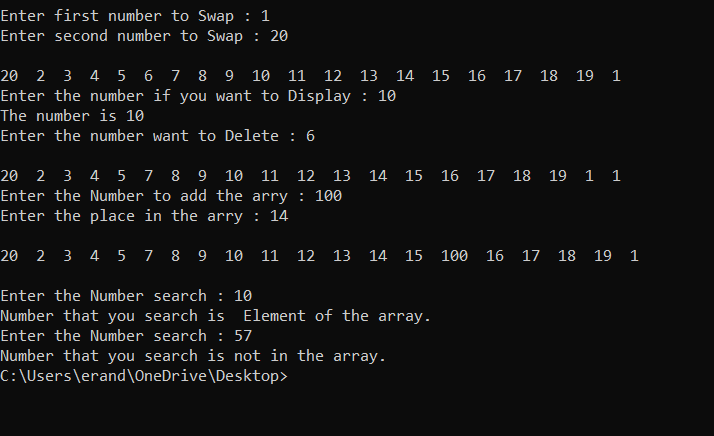 Enter first number to Swap : 1
Enter second number to Swap : 20
20  2  3  4  5  6  7  8  9  10  11  12  13  14  15  16  17  18  19  1
Enter the number if you want to Display : 10
The number is 10
Enter the number want to Delete : 6
20  2  3  4  5  7  8  9  10  11  12  13  14  15  16  17  18  19  1  1
Enter the Number to add the arry : 100
Enter the place in the arry : 14
20  2  3  4  5  7  8  9  10  11  12  13  14  15  100  16  17  18  19  1
Enter the Number search : 10
Number that you search is  Element of the array.
Enter the Number search : 57
Number that you search is not in the array.
C:\Users\erand\OneDrive\Desktop>